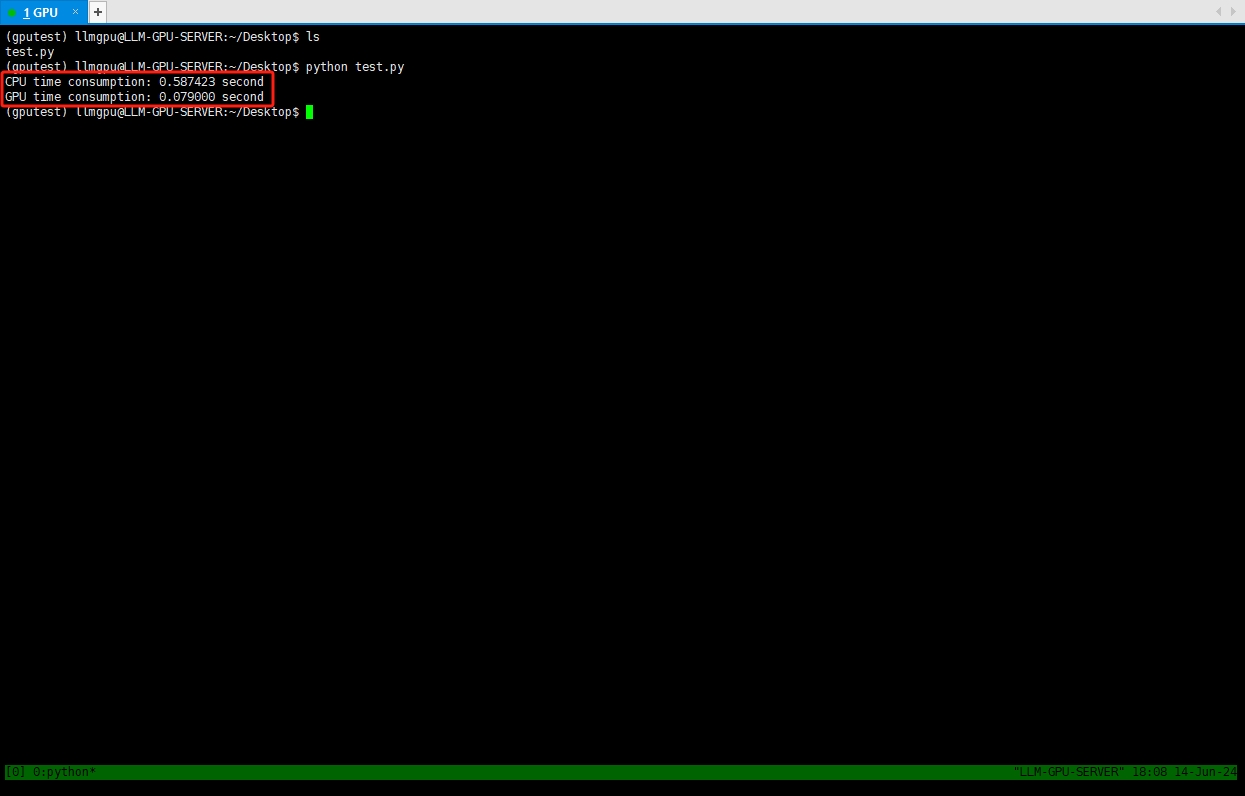 1 GPU × +
(gputest) llmgpu@LLM-GPU-SERVER:~/Desktop$ ls
test.py
(gputest) llmgpu@LLM-GPU-SERVER:~/Desktop$ python test.py
CPU time consumption: 0.587423 second
GPU time consumption: 0.079000 second
(gputest) llmgpu@LLM-GPU-SERVER:~/Desktop$
[0] 0:python* "LLM-GPU-SERVER" 18:08 14-Jun-24